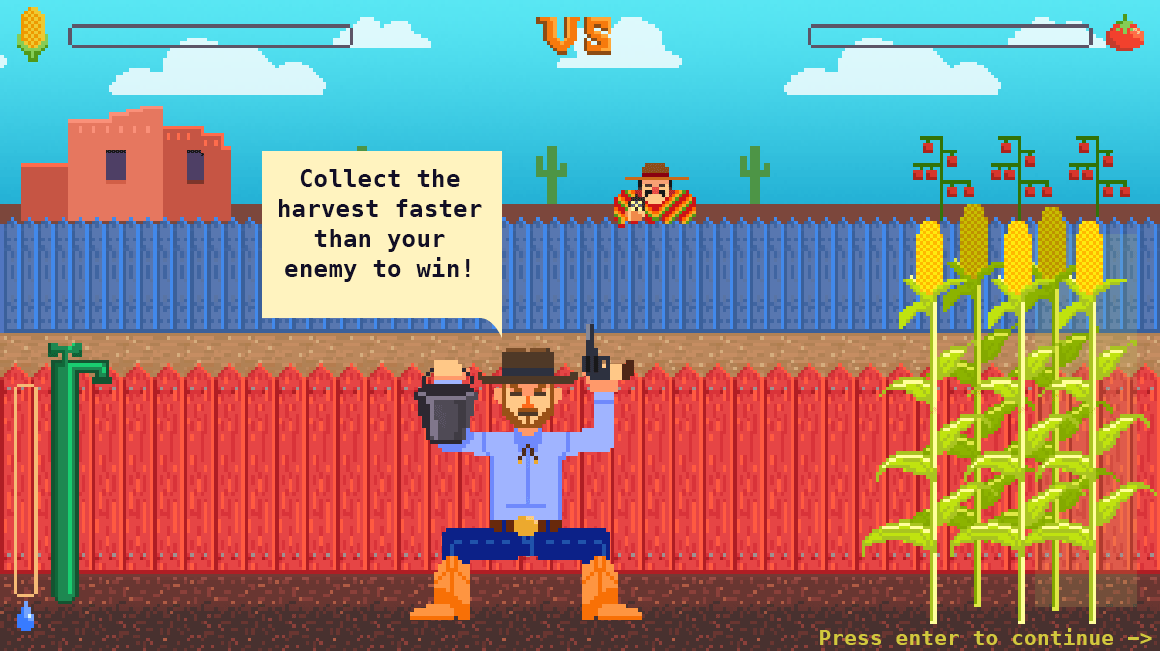 VS
Collect the
harvest faster
than your
enemy to win!
Press enter to continue —>